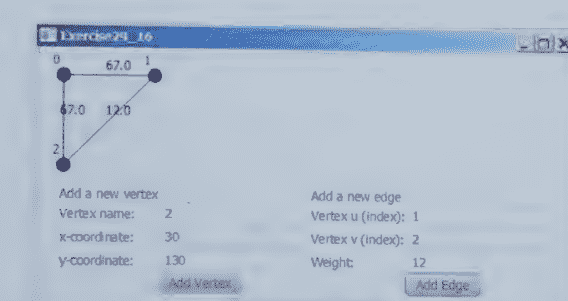 Exercise29_16
0 67.0 1
67.0 12.0
2
Add a new vertex
Vertex name: 2
x-coordinate: 30
y-coordinate: 130
Add Vertex
Add a new edge
Vertex u (index): 1
Vertex v (index): 2
Weight: 12
Add Edge